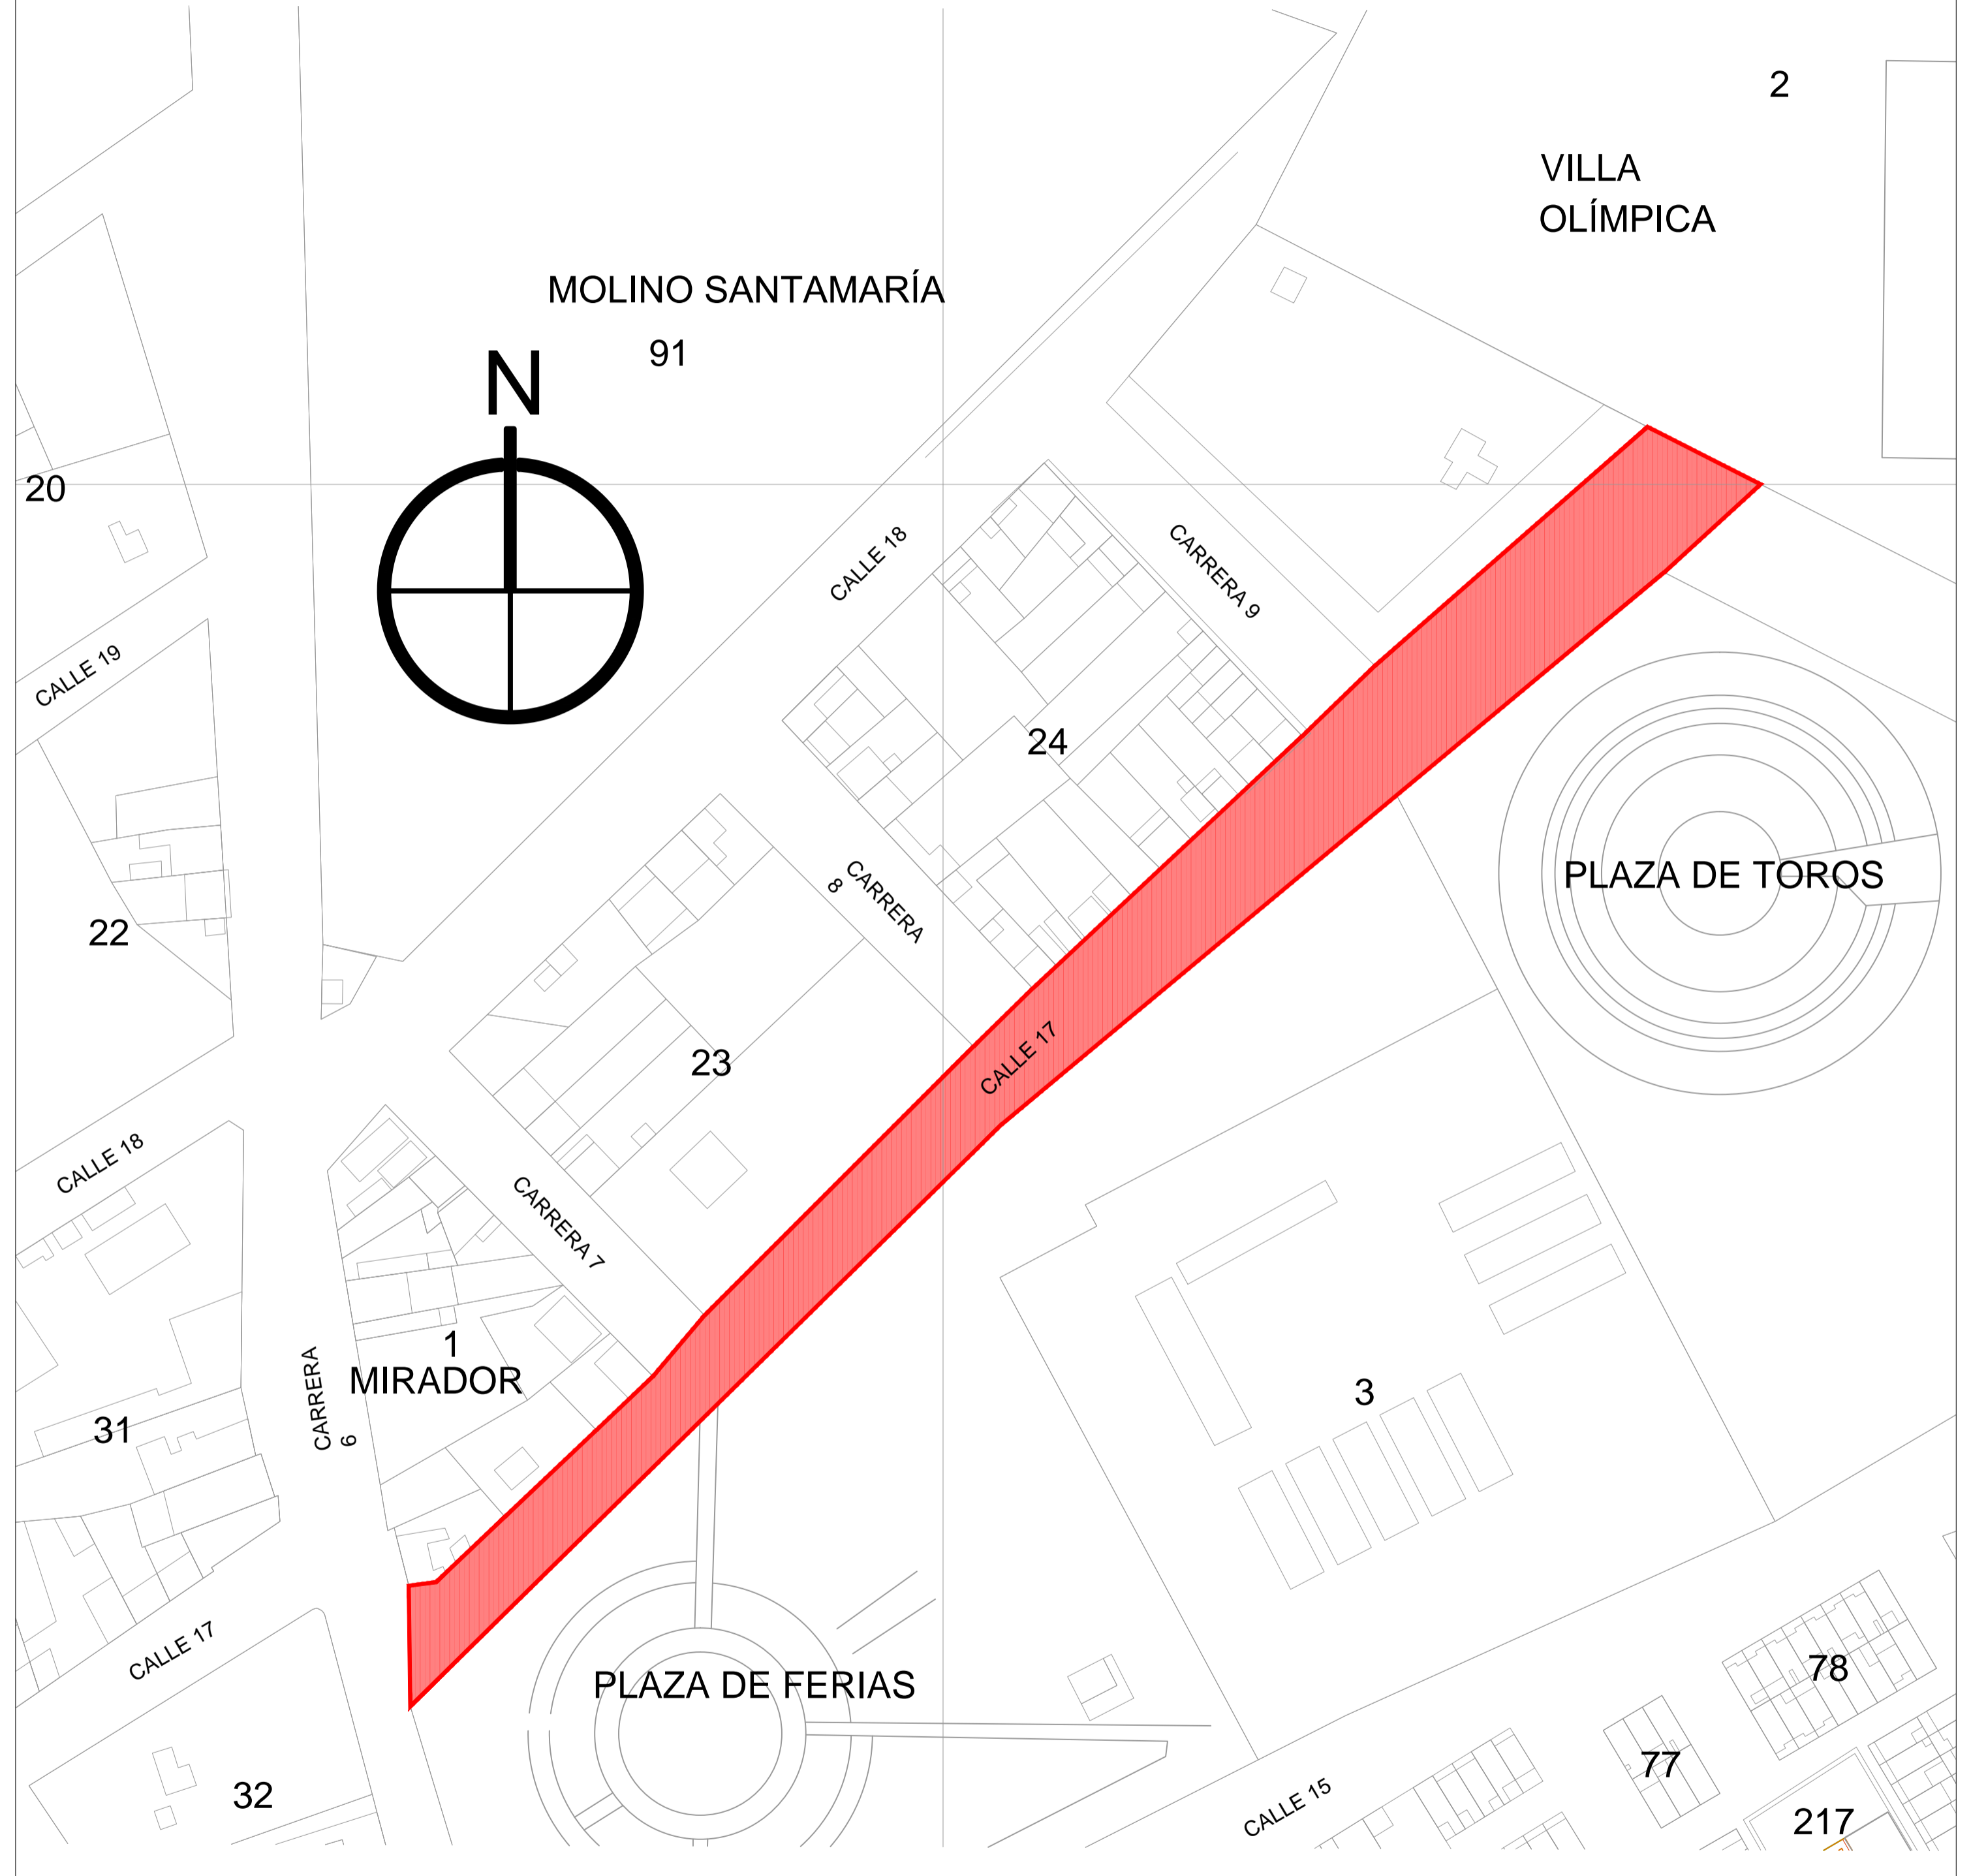 2
VILLA
OLÍMPICA
MOLINO SANTAMARÍA
91
N
20
CALLE 18
CARRERA 9
CALLE 19
24
PLAZA DE TOROS
CARRERA
8
22
CALLE 17
23
CALLE 18
CARRERA 7
1
MIRADOR
CARRERA
6
3
31
CALLE 17
PLAZA DE FERIAS
78
77
32
CALLE 15
217